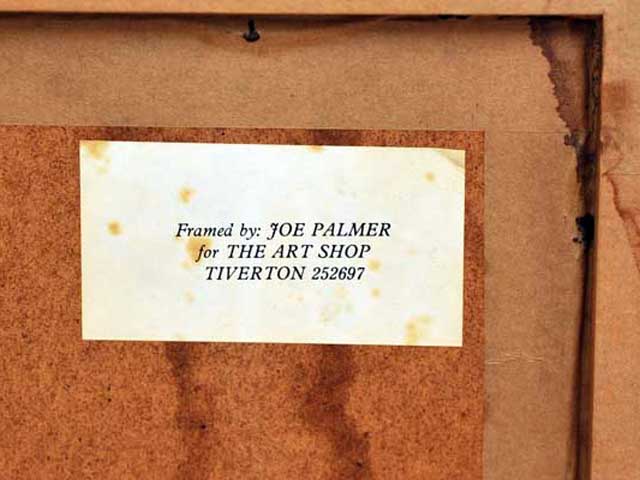 Framed by: JOE PALMER
for THE ART SHOP
TIVERTON 252697